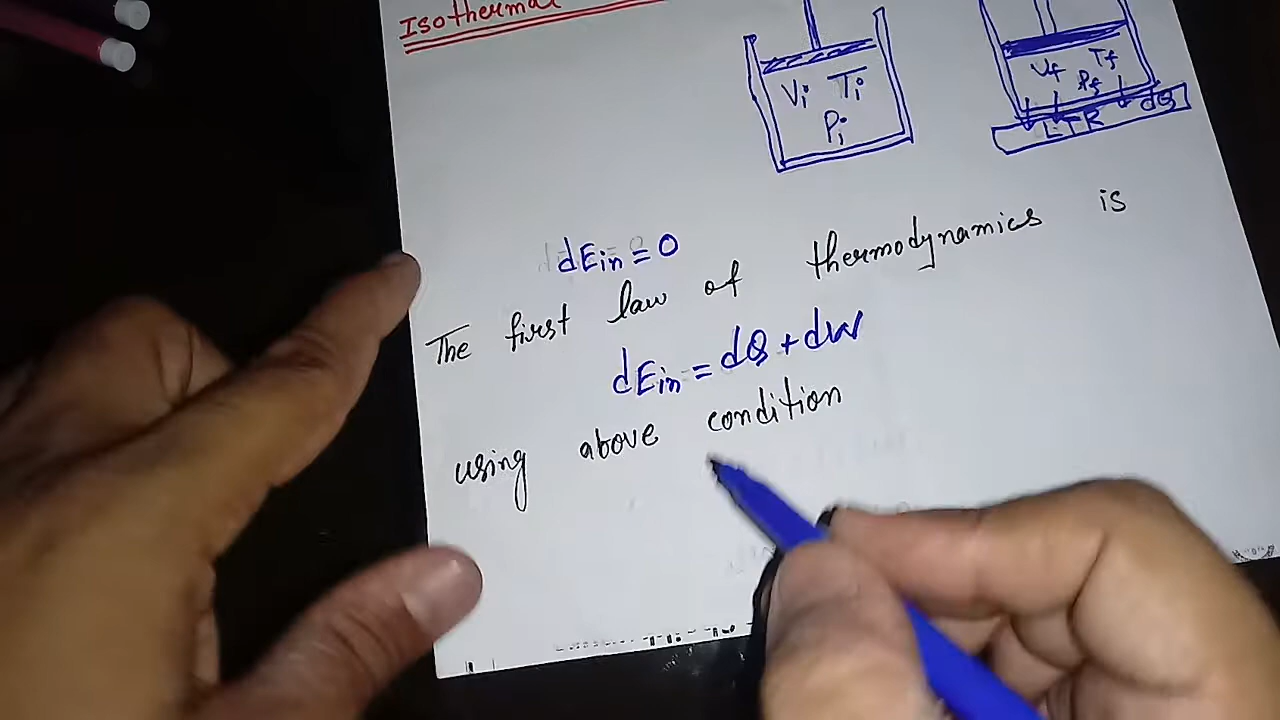 Isothermal
Vi Ti
Pi
Vf Tf
Pf
LTR dQ
dEin = 0
The first law of thermodynamics is
dEin = dQ + dW
using above condition